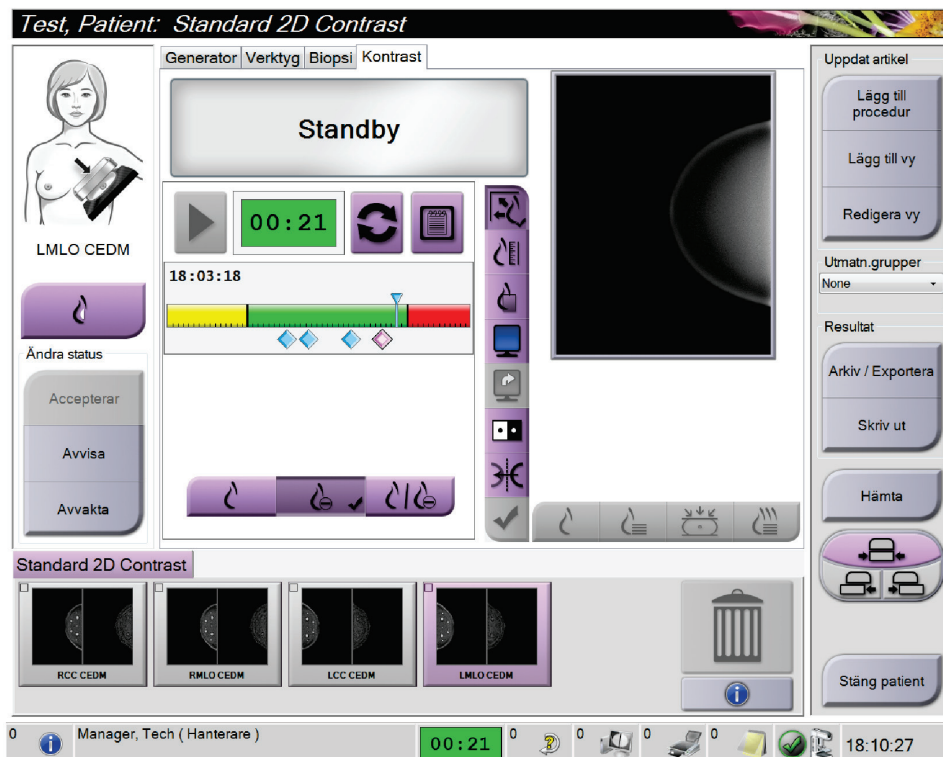 Test, Patient: Standard 2D Contrast
Generator Verktyg Biopsi Kontrast
Standby
00:21
18:03:18
LMLO CEDM
Ändra status
Accepterar
Avvisa
Avvakta
Uppdat artikel
Lägg till
procedur
Lägg till vy
Redigera vy
Utmatn.grupper
None
Resultat
Arkiv / Exportera
Skriv ut
Hämta
Stäng patient
Standard 2D Contrast
RCC CEDM
RMLO CEDM
LCC CEDM
LMLO CEDM
0 Manager, Tech ( Hanterare ) 00:21 0 0 0 0 18:10:27